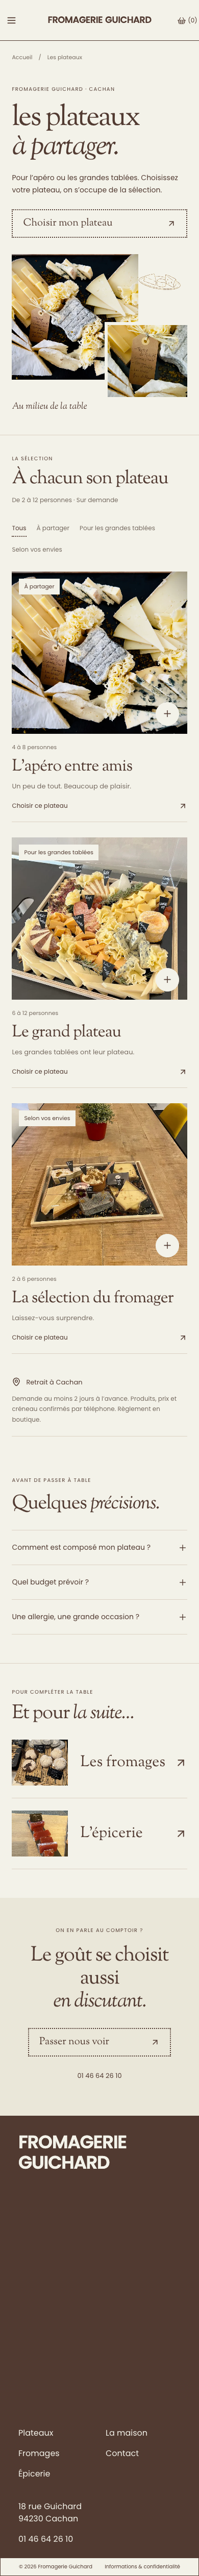 FROMAGERIE GUICHARD
(0)
Accueil / Les plateaux
FROMAGERIE GUICHARD · CACHAN
les plateaux
à partager.
Pour l'apéro ou les grandes tablées. Choisissez
votre plateau, on s'occupe de la sélection.
Choisir mon plateau
Au milieu de la table
LA SÉLECTION
À chacun son plateau
De 2 à 12 personnes · Sur demande
Tous À partager Pour les grandes tablées
Selon vos envies
À partager
4 à 8 personnes
L'apéro entre amis
Un peu de tout. Beaucoup de plaisir.
Choisir ce plateau
Pour les grandes tablées
8 à 12 personnes
Le grand plateau
Les grandes tablées ont leur plateau.
Choisir ce plateau
Selon vos envies
2 à 6 personnes
La sélection du fromager
Laissez-vous surprendre.
Choisir ce plateau
Retrait à Cachan
Demande au moins 2 jours à l'avance. Produits, prix et
créneau confirmés par téléphone. Règlement en
boutique.
AVANT DE PASSER À TABLE
Quelques précisions.
Comment est composé mon plateau ?
Quel budget prévoir ?
Une allergie, une grande occasion ?
POUR COMPLÉTER LA TABLE
Et pour la suite...
Les fromages
L'épicerie
ON EN PARLE AU COMPTOIR ?
Le goût se choisit
aussi
en discutant.
Passer nous voir
01 46 64 26 10
FROMAGERIE
GUICHARD
Plateaux La maison
Fromages Contact
Épicerie
18 rue Guichard
94230 Cachan
01 46 64 26 10
© 2026 Fromagerie Guichard Informations & confidentialité